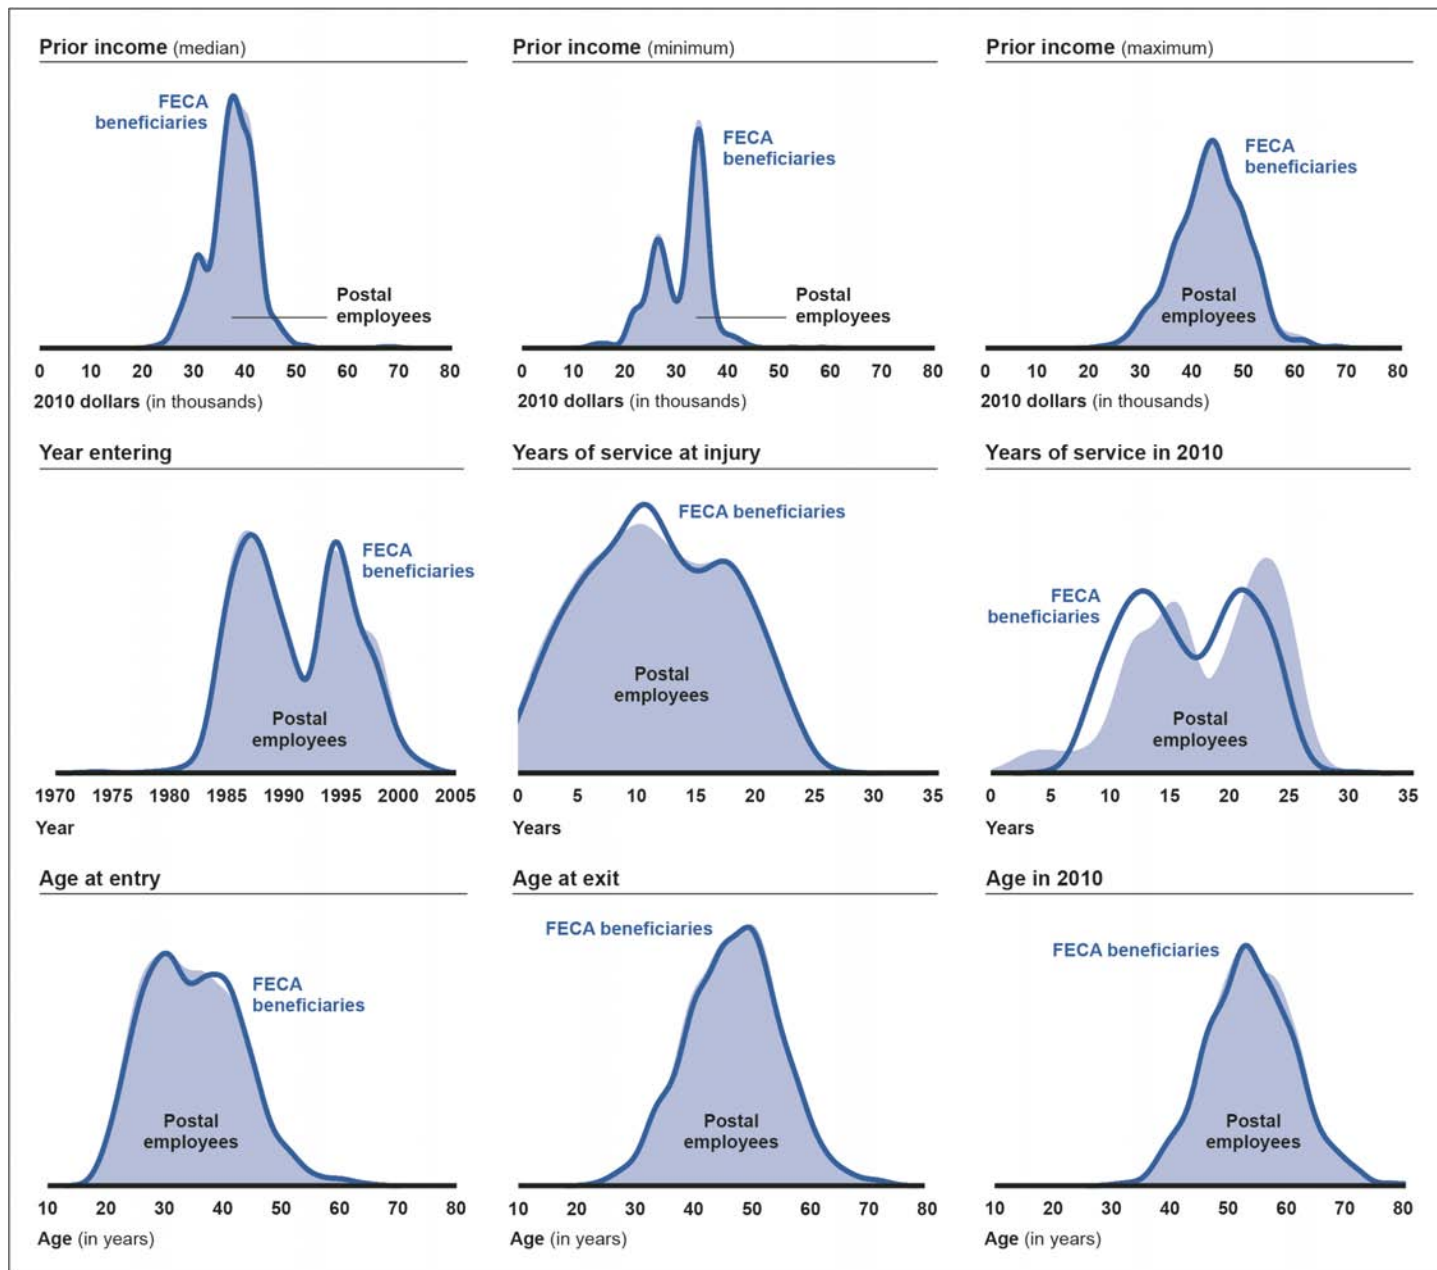 Prior income (median)
FECA
beneficiaries
Postal
employees
0 10 20 30 40 50 60 70 80
2010 dollars (in thousands)
Prior income (minimum)
FECA
beneficiaries
Postal
employees
0 10 20 30 40 50 60 70 80
2010 dollars (in thousands)
Prior income (maximum)
FECA
beneficiaries
Postal
employees
0 10 20 30 40 50 60 70 80
2010 dollars (in thousands)
Year entering
FECA
beneficiaries
Postal
employees
1970 1975 1980 1985 1990 1995 2000 2005
Year
Years of service at injury
FECA beneficiaries
Postal
employees
0 5 10 15 20 25 30 35
Years
Years of service in 2010
FECA
beneficiaries
Postal
employees
0 5 10 15 20 25 30 35
Years
Age at entry
FECA
beneficiaries
Postal
employees
10 20 30 40 50 60 70 80
Age (in years)
Age at exit
FECA beneficiaries
Postal
employees
10 20 30 40 50 60 70 80
Age (in years)
Age in 2010
FECA beneficiaries
Postal
employees
10 20 30 40 50 60 70 80
Age (in years)